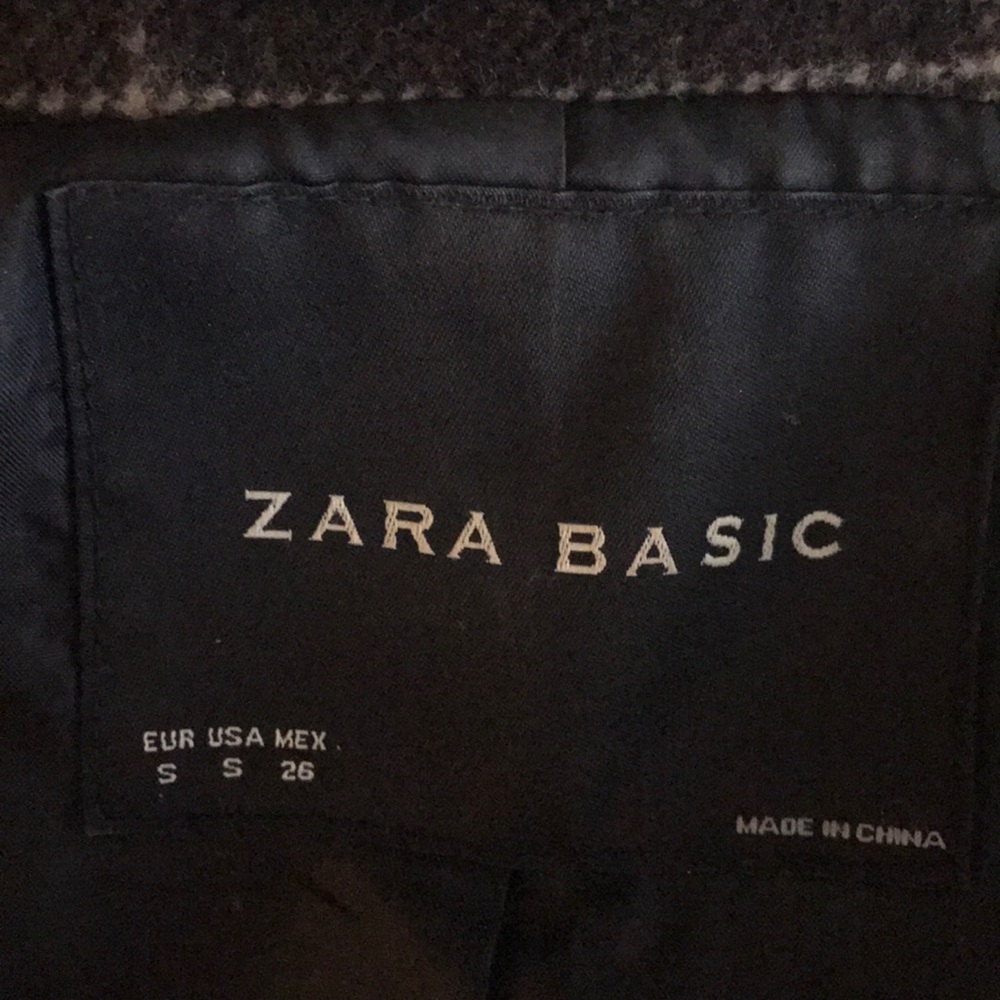 ZARA BASIC
EUR USA MEX
S S 26
MADE IN CHINA